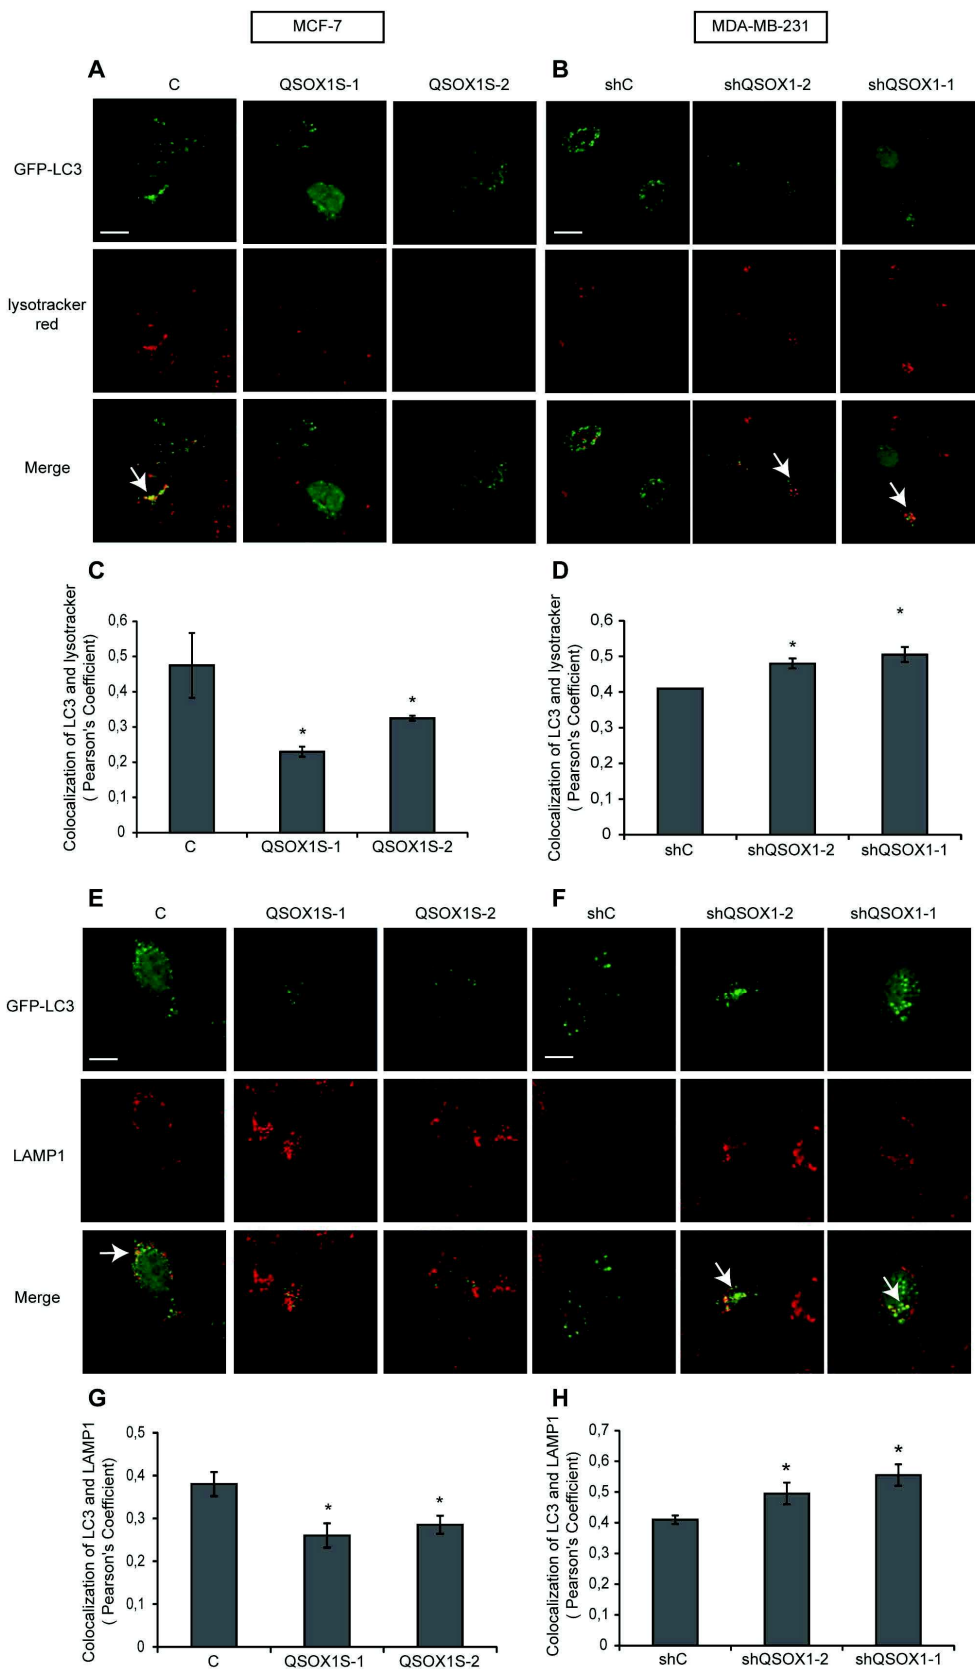 MCF-7
MDA-MB-231
A
B
C
QSOX1S-1
QSOX1S-2
shC
shQSOX1-2
shQSOX1-1
GFP-LC3
lysotracker
red
Merge
C
Colocalization of LC3 and lysotracker
( Pearson's Coefficient)
0,6
0,5
0,4
0,3
0,2
0,1
0
*
*
C
QSOX1S-1
QSOX1S-2
D
Colocalization of LC3 and lysotracker
( Pearson's Coefficient)
0,6
0,5
0,4
0,3
0,2
0,1
0
*
*
shC
shQSOX1-2
shQSOX1-1
E
F
C
QSOX1S-1
QSOX1S-2
shC
shQSOX1-2
shQSOX1-1
GFP-LC3
LAMP1
Merge
G
Colocalization of LC3 and LAMP1
( Pearson's Coefficient)
0,5
0,4
0,3
0,2
0,1
0
*
*
C
QSOX1S-1
QSOX1S-2
H
Colocalization of LC3 and LAMP1
( Pearson's Coefficient)
0,7
0,6
0,5
0,4
0,3
0,2
0,1
0
*
*
shC
shQSOX1-2
shQSOX1-1